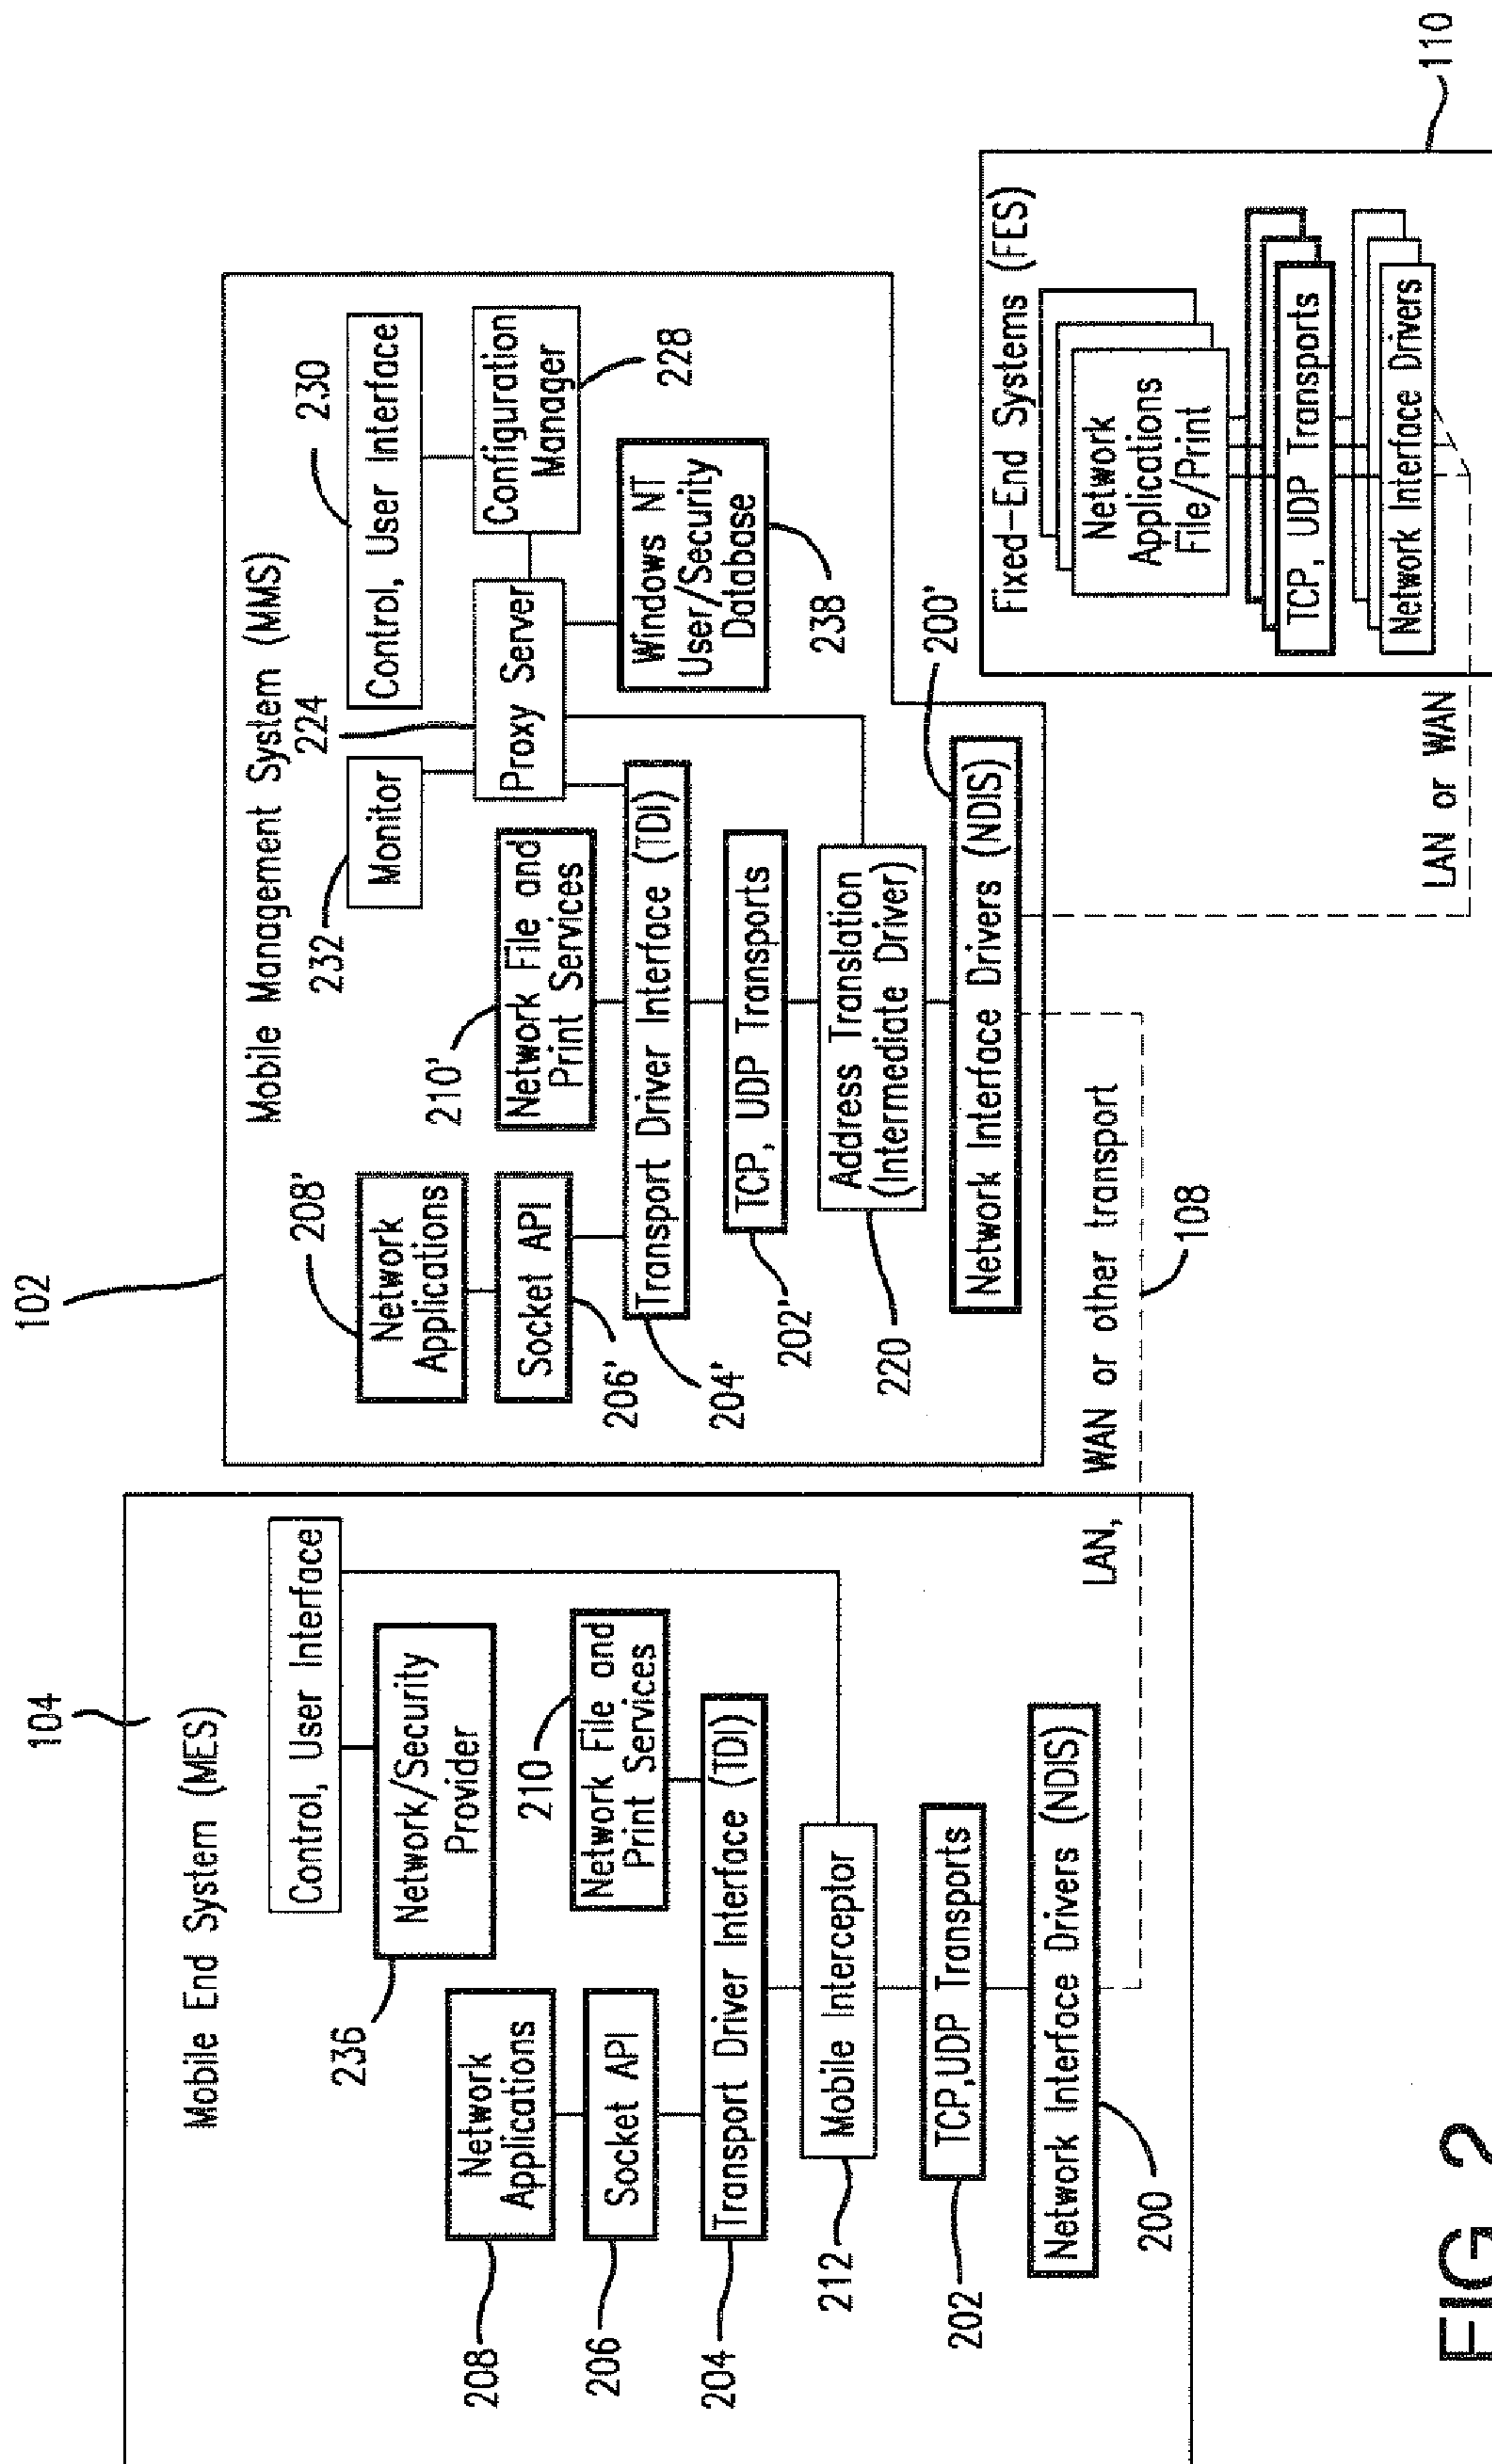 104
Mobile End System (MES)
Control, User Interface
Network/Security
Provider
236
Network
Applications
208
Socket API
206
210
Network File and
Print Services
Transport Driver Interface (TDI)
204
Mobile Interceptor
212
TCP,UDP Transports
202
Network Interface Drivers (NDIS)
200
102
Mobile Management System (MMS)
232
Monitor
224
230
Control, User Interface
Proxy Server
Configuration
Manager
228
Windows NT
User/Security
Database
238
208'
Network
Applications
Socket API
206'
210'
Network File and
Print Services
Transport Driver Interface (TDI)
204'
TCP, UDP Transports
202'
Address Translation
(Intermediate Driver)
220
Network Interface Drivers (NDIS)
200'
LAN, WAN or other transport
108
LAN or WAN
Fixed-End Systems (FES)
Network
Applications
File/Print
TCP, UDP Transports
Network Interface Drivers
110
FIG 2